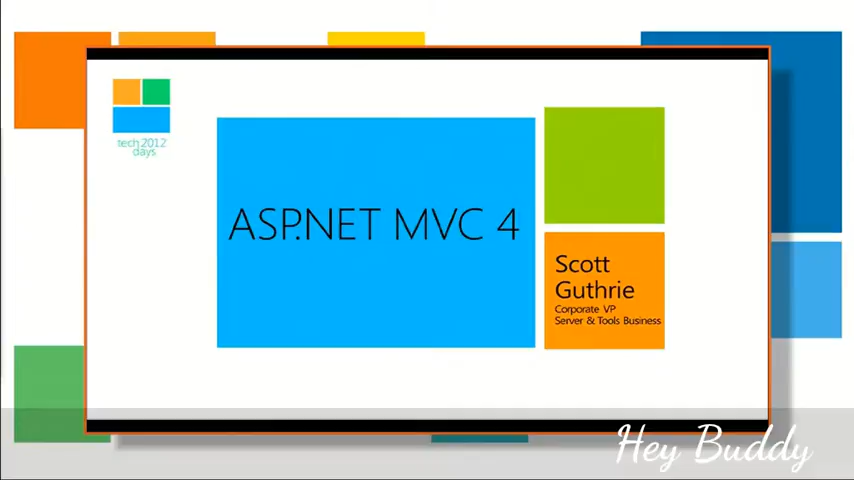 tech 2012
days
ASP.NET MVC 4
Scott
Guthrie
Corporate VP
Server & Tools Business
Hey Buddy